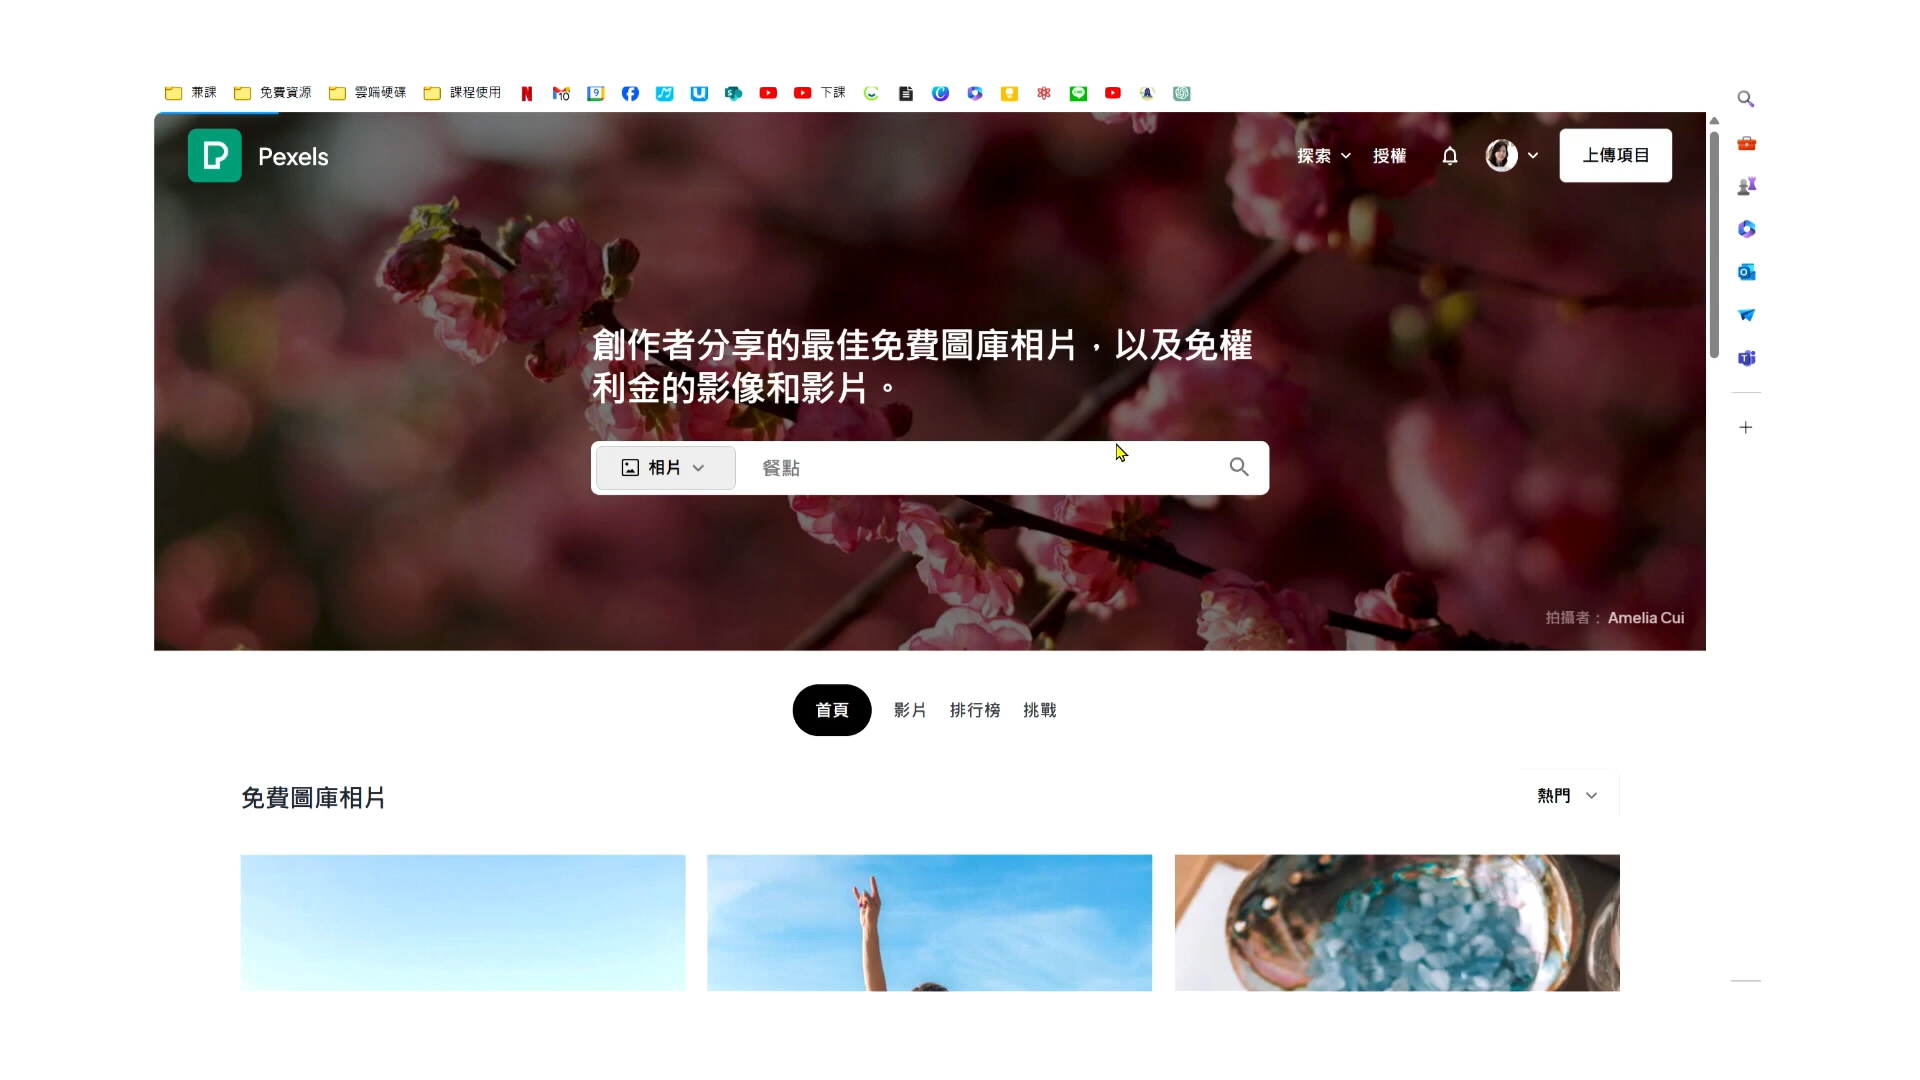 兼課 免費資源 雲端硬碟 課程使用 下課
Pexels 探索 授權 上傳項目
創作者分享的最佳免費圖庫相片，以及免權
利金的影像和影片。
相片 餐點
拍攝者： Amelia Cui
首頁 影片 排行榜 挑戰
免費圖庫相片 熱門